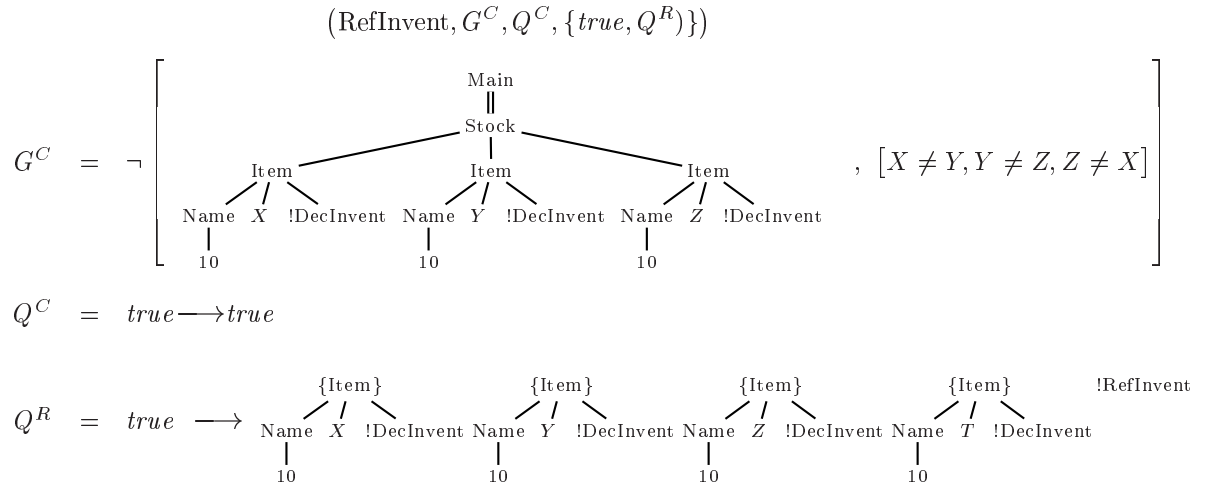 (RefInvent, G^C, Q^C, {true, Q^R)})
Main
Stock
G^C = ¬ [ , [X ≠ Y, Y ≠ Z, Z ≠ X] ]
Item Item Item
Name X !DecInvent Name Y !DecInvent Name Z !DecInvent
10 10 10
Q^C = true ⟶ true
{Item} {Item} {Item} {Item} !RefInvent
Q^R = true ⟶
Name X !DecInvent Name Y !DecInvent Name Z !DecInvent Name T !DecInvent
10 10 10 10